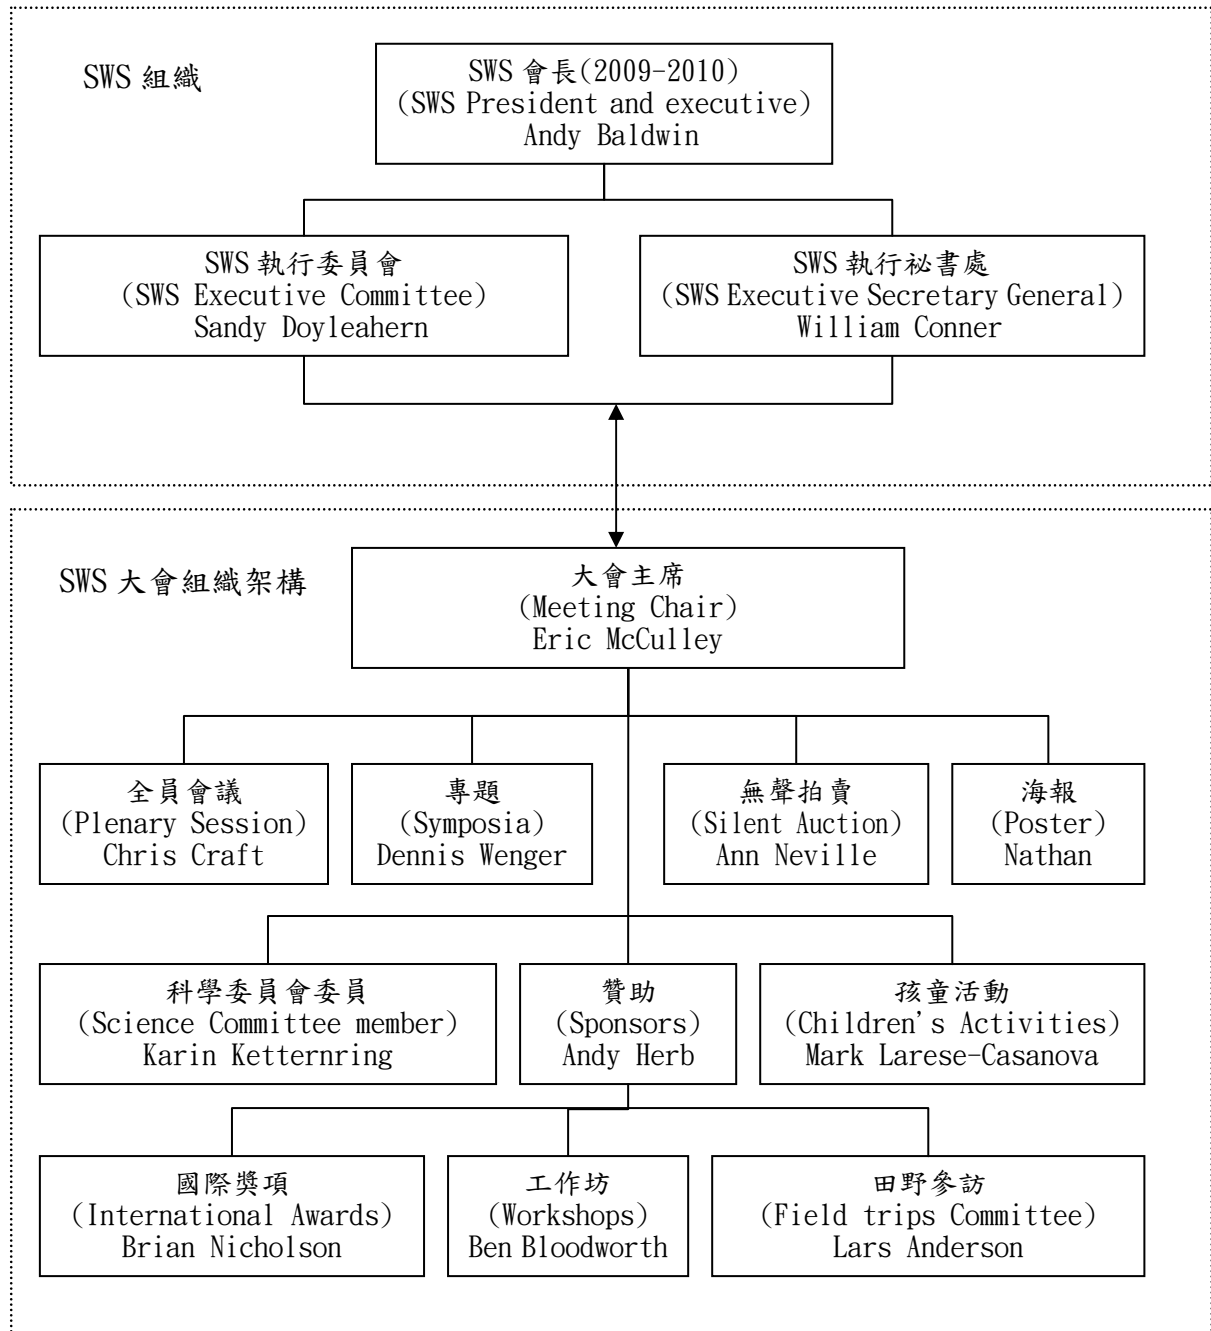 SWS 組織
SWS 會長(2009-2010)
(SWS President and executive)
Andy Baldwin
SWS 執行委員會
(SWS Executive Committee)
Sandy Doyleahern
SWS 執行祕書處
(SWS Executive Secretary General)
William Conner
SWS 大會組織架構
大會主席
(Meeting Chair)
Eric McCulley
全員會議
(Plenary Session)
Chris Craft
專題
(Symposia)
Dennis Wenger
無聲拍賣
(Silent Auction)
Ann Neville
海報
(Poster)
Nathan
科學委員會委員
(Science Committee member)
Karin Ketternring
贊助
(Sponsors)
Andy Herb
孩童活動
(Children's Activities)
Mark Larese-Casanova
國際獎項
(International Awards)
Brian Nicholson
工作坊
(Workshops)
Ben Bloodworth
田野參訪
(Field trips Committee)
Lars Anderson